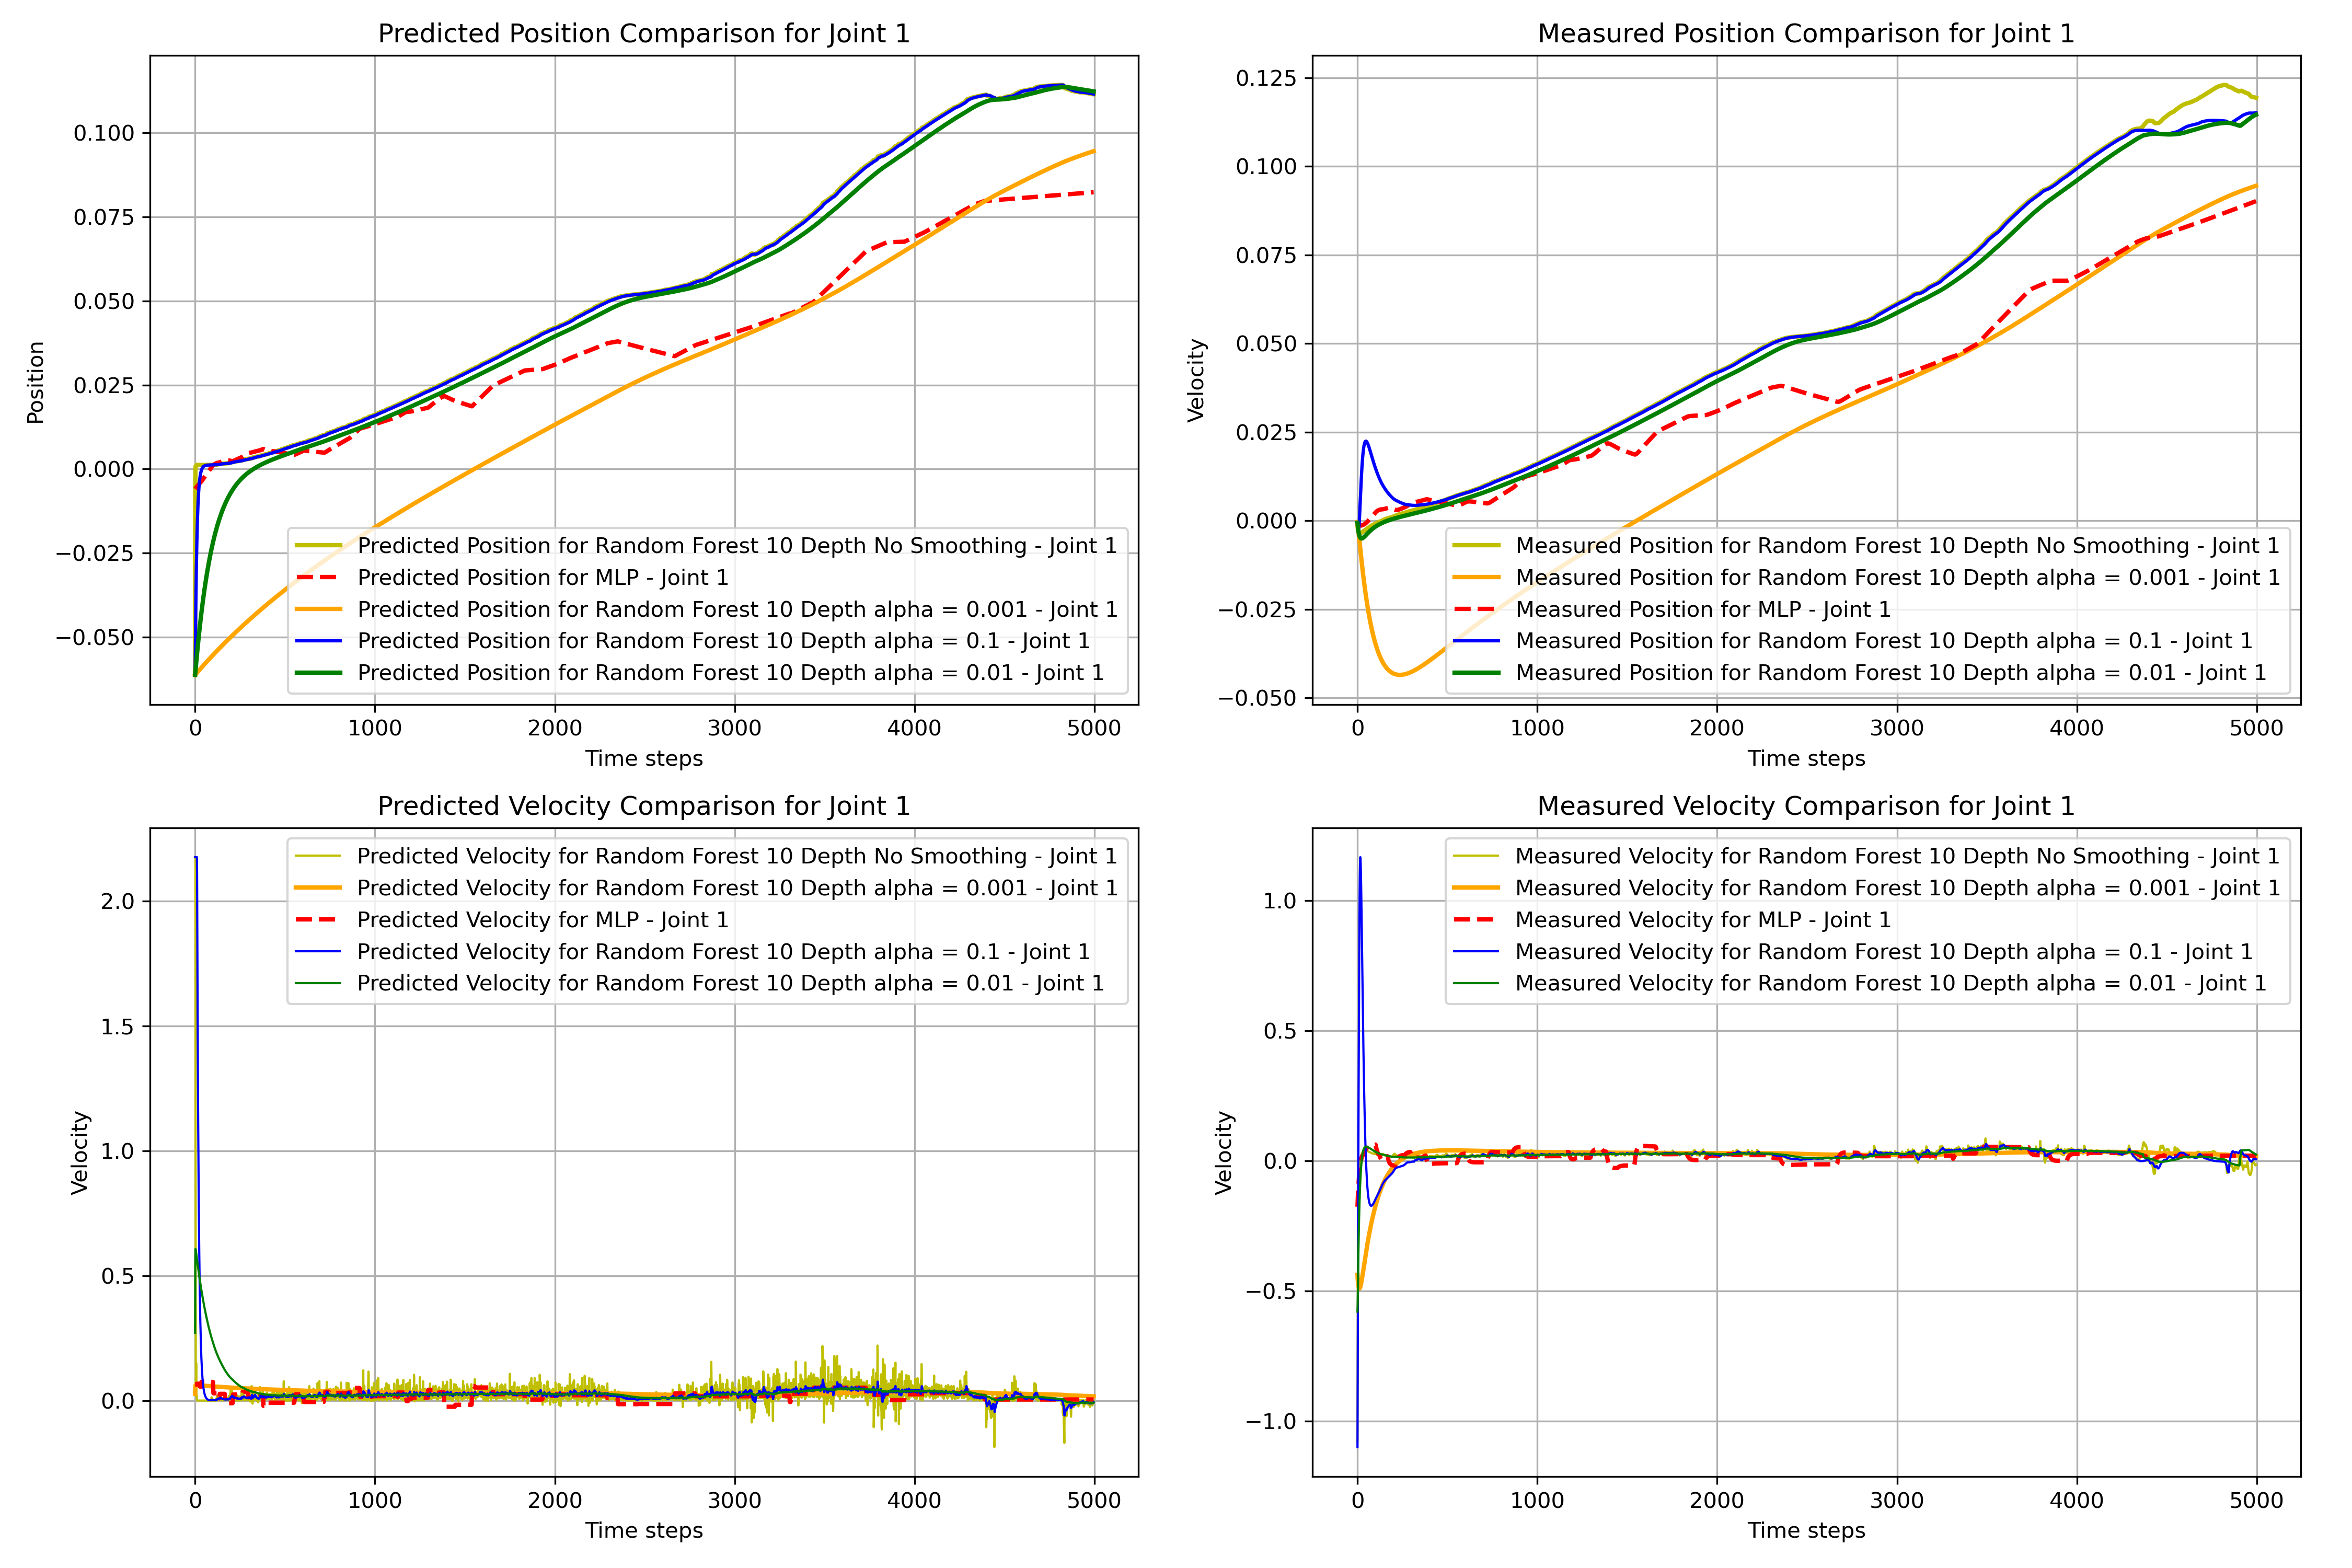 Predicted Position Comparison for Joint 1
Position
0.100
0.075
0.050
0.025
0.000
−0.025
−0.050
Predicted Position for Random Forest 10 Depth No Smoothing - Joint 1
Predicted Position for MLP - Joint 1
Predicted Position for Random Forest 10 Depth alpha = 0.001 - Joint 1
Predicted Position for Random Forest 10 Depth alpha = 0.1 - Joint 1
Predicted Position for Random Forest 10 Depth alpha = 0.01 - Joint 1
0 1000 2000 3000 4000 5000
Time steps
Measured Position Comparison for Joint 1
Velocity
0.125
0.100
0.075
0.050
0.025
0.000
−0.025
−0.050
Measured Position for Random Forest 10 Depth No Smoothing - Joint 1
Measured Position for Random Forest 10 Depth alpha = 0.001 - Joint 1
Measured Position for MLP - Joint 1
Measured Position for Random Forest 10 Depth alpha = 0.1 - Joint 1
Measured Position for Random Forest 10 Depth alpha = 0.01 - Joint 1
0 1000 2000 3000 4000 5000
Time steps
Predicted Velocity Comparison for Joint 1
Velocity
2.0
1.5
1.0
0.5
0.0
Predicted Velocity for Random Forest 10 Depth No Smoothing - Joint 1
Predicted Velocity for Random Forest 10 Depth alpha = 0.001 - Joint 1
Predicted Velocity for MLP - Joint 1
Predicted Velocity for Random Forest 10 Depth alpha = 0.1 - Joint 1
Predicted Velocity for Random Forest 10 Depth alpha = 0.01 - Joint 1
0 1000 2000 3000 4000 5000
Time steps
Measured Velocity Comparison for Joint 1
Velocity
1.0
0.5
0.0
−0.5
−1.0
Measured Velocity for Random Forest 10 Depth No Smoothing - Joint 1
Measured Velocity for Random Forest 10 Depth alpha = 0.001 - Joint 1
Measured Velocity for MLP - Joint 1
Measured Velocity for Random Forest 10 Depth alpha = 0.1 - Joint 1
Measured Velocity for Random Forest 10 Depth alpha = 0.01 - Joint 1
0 1000 2000 3000 4000 5000
Time steps